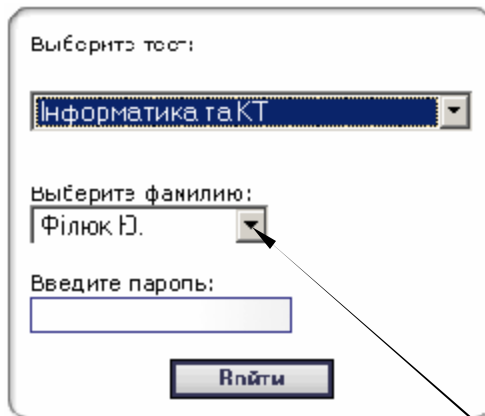 Выберите тест:
Інформатика та КТ
Выберите фамилию:
Філюк Ю.
Введите пароль:
Войти